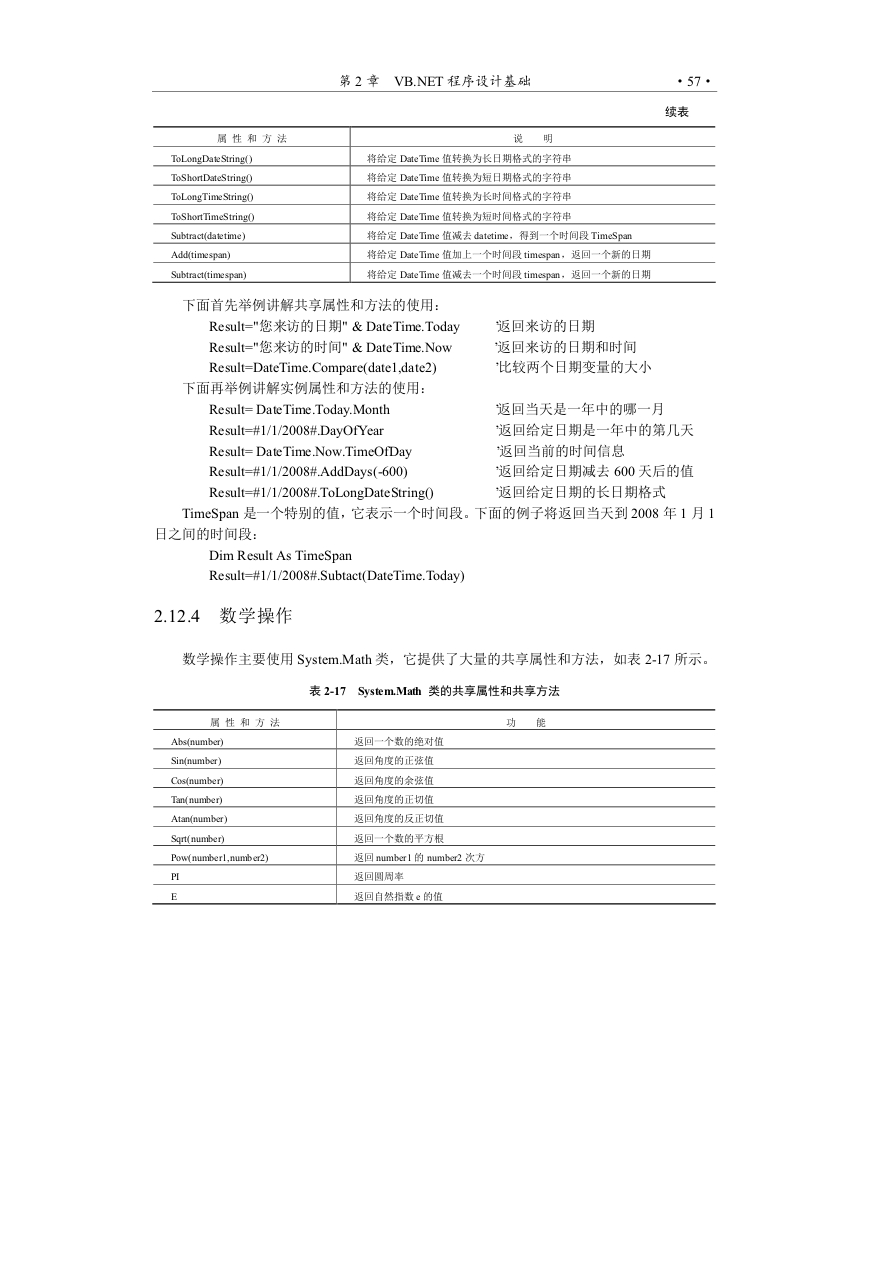 第 2 章　VB.NET 程序设计基础　·57·
续表
属 性 和 方 法　说　明
ToLongDateString()　将给定 DateTime 值转换为长日期格式的字符串
ToShortDateString()　将给定 DateTime 值转换为短日期格式的字符串
ToLongTimeString()　将给定 DateTime 值转换为长时间格式的字符串
ToShortTimeString()　将给定 DateTime 值转换为短时间格式的字符串
Subtract(datetime)　将给定 DateTime 值减去 datetime，得到一个时间段 TimeSpan
Add(timespan)　将给定 DateTime 值加上一个时间段 timespan，返回一个新的日期
Subtract(timespan)　将给定 DateTime 值减去一个时间段 timespan，返回一个新的日期
下面首先举例讲解共享属性和方法的使用：
Result="您来访的日期" & DateTime.Today　'返回来访的日期
Result="您来访的时间" & DateTime.Now　'返回来访的日期和时间
Result=DateTime.Compare(date1,date2)　'比较两个日期变量的大小
下面再举例讲解实例属性和方法的使用：
Result= DateTime.Today.Month　'返回当天是一年中的哪一月
Result=#1/1/2008#.DayOfYear　'返回给定日期是一年中的第几天
Result= DateTime.Now.TimeOfDay　'返回当前的时间信息
Result=#1/1/2008#.AddDays(-600)　'返回给定日期减去 600 天后的值
Result=#1/1/2008#.ToLongDateString()　'返回给定日期的长日期格式
TimeSpan 是一个特别的值，它表示一个时间段。下面的例子将返回当天到 2008 年 1 月 1
日之间的时间段：
Dim Result As TimeSpan
Result=#1/1/2008#.Subtact(DateTime.Today)
2.12.4　数学操作
数学操作主要使用 System.Math 类，它提供了大量的共享属性和方法，如表 2-17 所示。
表 2-17　System.Math 类的共享属性和共享方法
属 性 和 方 法　功　能
Abs(number)　返回一个数的绝对值
Sin(number)　返回角度的正弦值
Cos(number)　返回角度的余弦值
Tan(number)　返回角度的正切值
Atan(number)　返回角度的反正切值
Sqrt(number)　返回一个数的平方根
Pow(number1,number2)　返回 number1 的 number2 次方
PI　返回圆周率
E　返回自然指数 e 的值